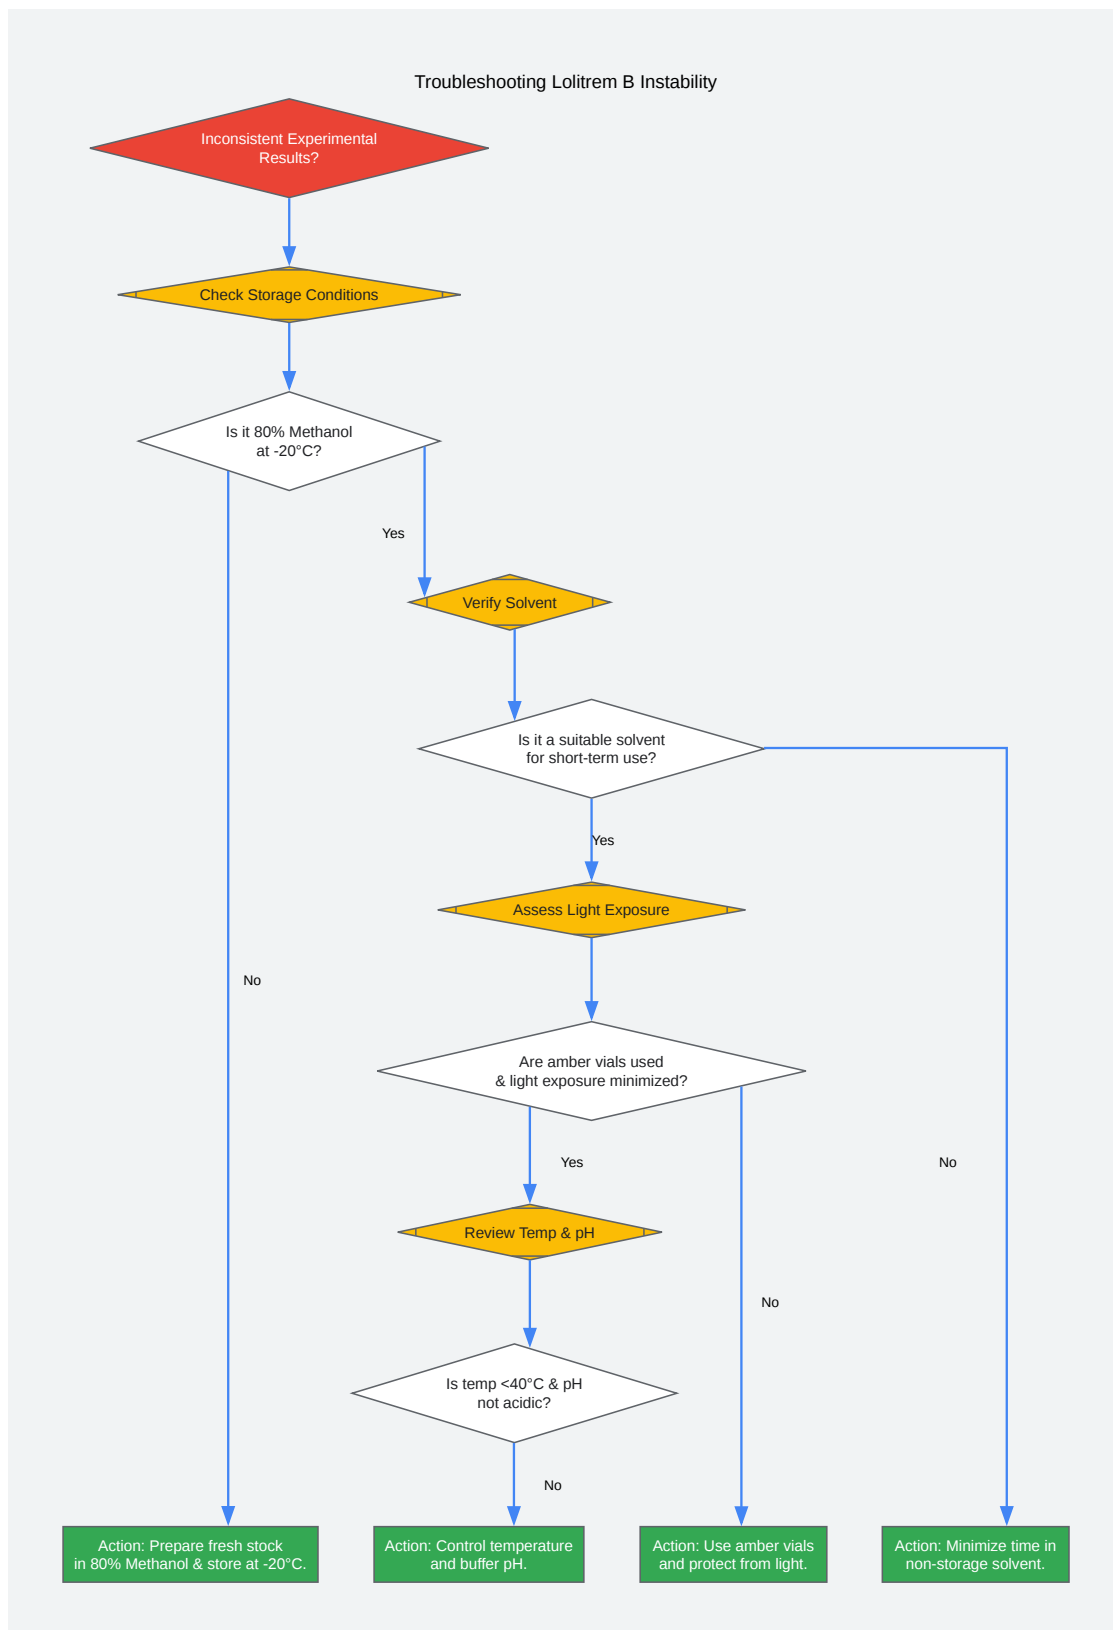 Troubleshooting Lolitrem B Instability
Inconsistent Experimental
Results?
Check Storage Conditions
Is it 80% Methanol
at -20°C?
Yes
Verify Solvent
Is it a suitable solvent
for short-term use?
Yes
Assess Light Exposure
No
Are amber vials used
& light exposure minimized?
Yes
No
Review Temp & pH
No
Is temp <40°C & pH
not acidic?
No
Action: Prepare fresh stock
in 80% Methanol & store at -20°C.
Action: Control temperature
and buffer pH.
Action: Use amber vials
and protect from light.
Action: Minimize time in
non-storage solvent.